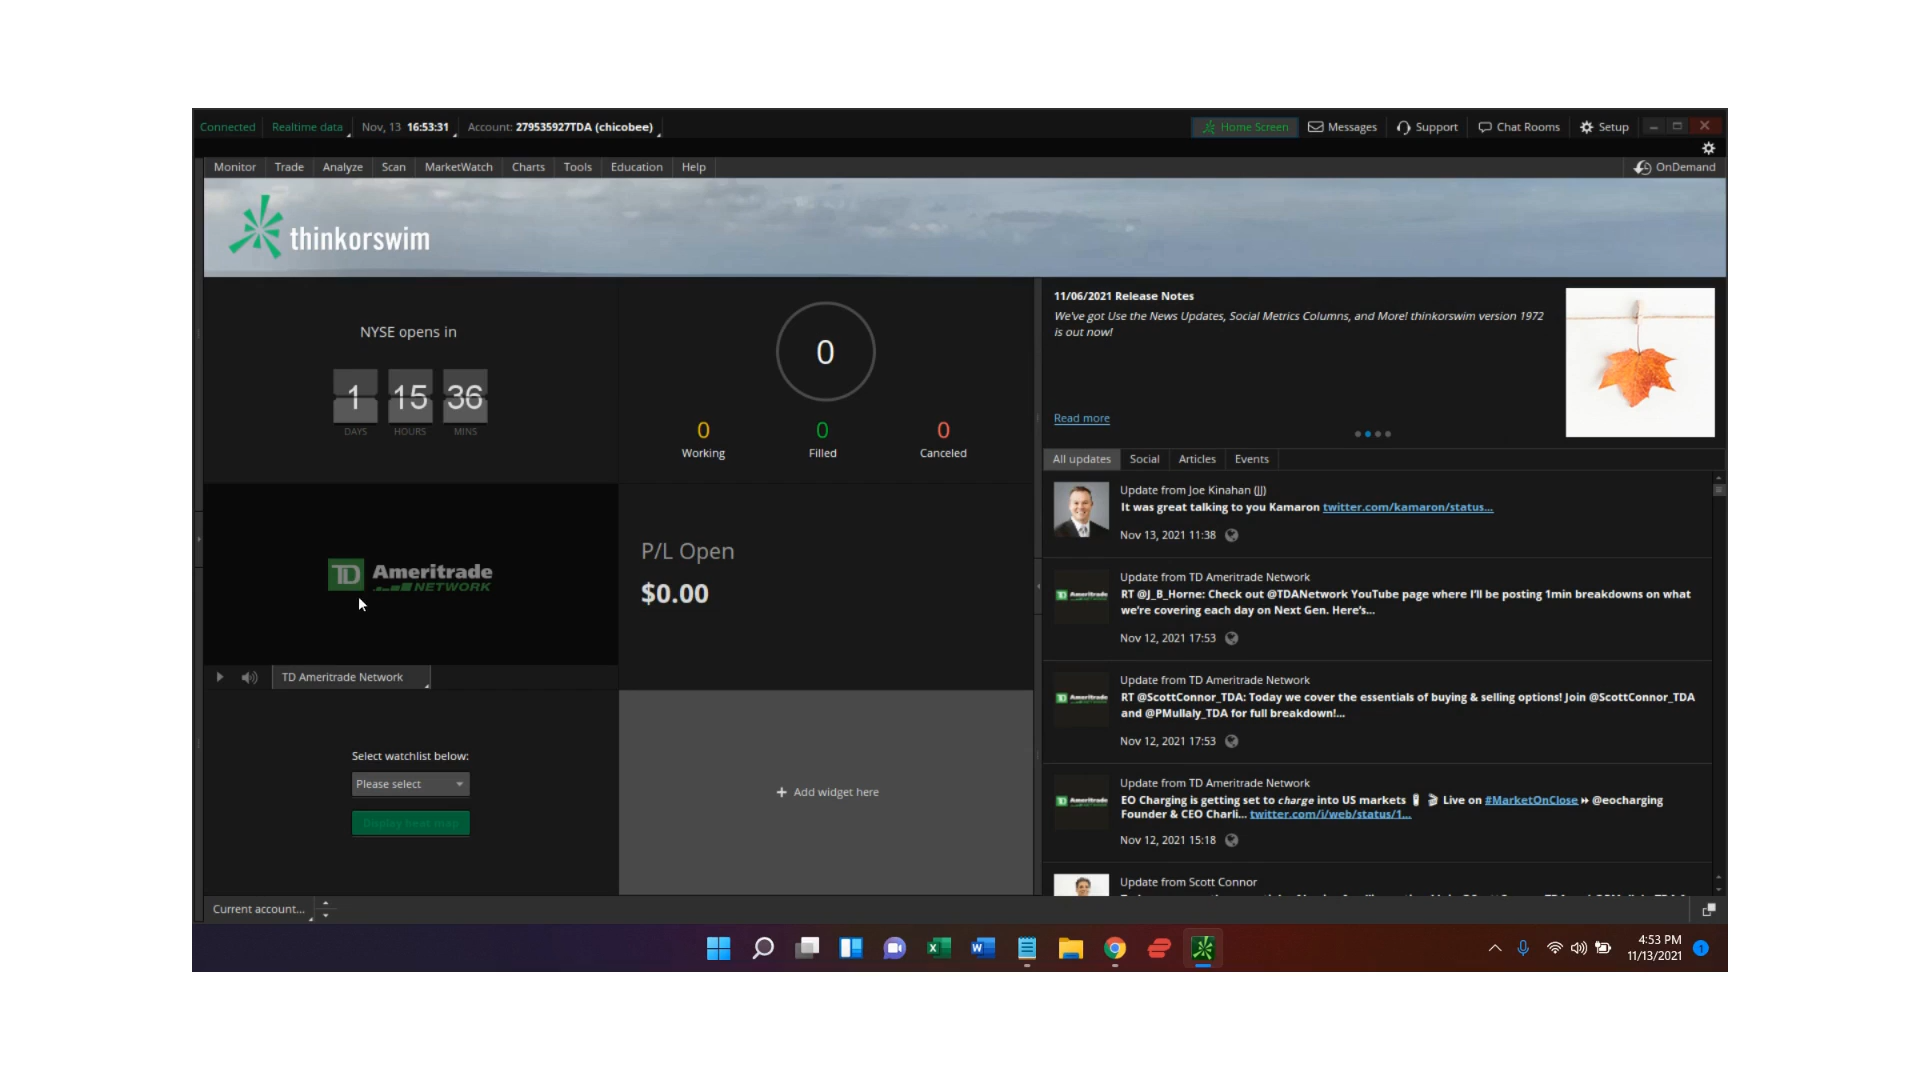 Connected Realtime data Nov, 13 16:53:31 Account: 279535927TDA (chicobee) Home Screen Messages Support Chat Rooms Setup
Monitor Trade Analyze Scan MarketWatch Charts Tools Education Help OnDemand
thinkorswim
NYSE opens in
1 15 36
DAYS HOURS MINS
0
0 0 0
Working Filled Canceled
11/06/2021 Release Notes
We've got Use the News Updates, Social Metrics Columns, and More! thinkorswim version 1972
is out now!
Read more
TD Ameritrade
NETWORK
TD Ameritrade Network
P/L Open
$0.00
Select watchlist below:
Please select
Display heat map
+ Add widget here
All updates Social Articles Events
Update from Joe Kinahan (JJ)
It was great talking to you Kamaron twitter.com/kamaron/status...
Nov 13, 2021 11:38
Update from TD Ameritrade Network
TD Ameritrade
RT @J_B_Horne: Check out @TDANetwork YouTube page where I'll be posting 1min breakdowns on what
we're covering each day on Next Gen. Here's...
Nov 12, 2021 17:53
Update from TD Ameritrade Network
TD Ameritrade
RT @ScottConnor_TDA: Today we cover the essentials of buying & selling options! Join @ScottConnor_TDA
and @PMullaly_TDA for full breakdown!...
Nov 12, 2021 17:53
Update from TD Ameritrade Network
TD Ameritrade
EO Charging is getting set to charge into US markets Live on #MarketOnClose @eocharging
Founder & CEO Charli... twitter.com/i/web/status/1...
Nov 12, 2021 15:18
Update from Scott Connor
Current account...
4:53 PM
11/13/2021
1